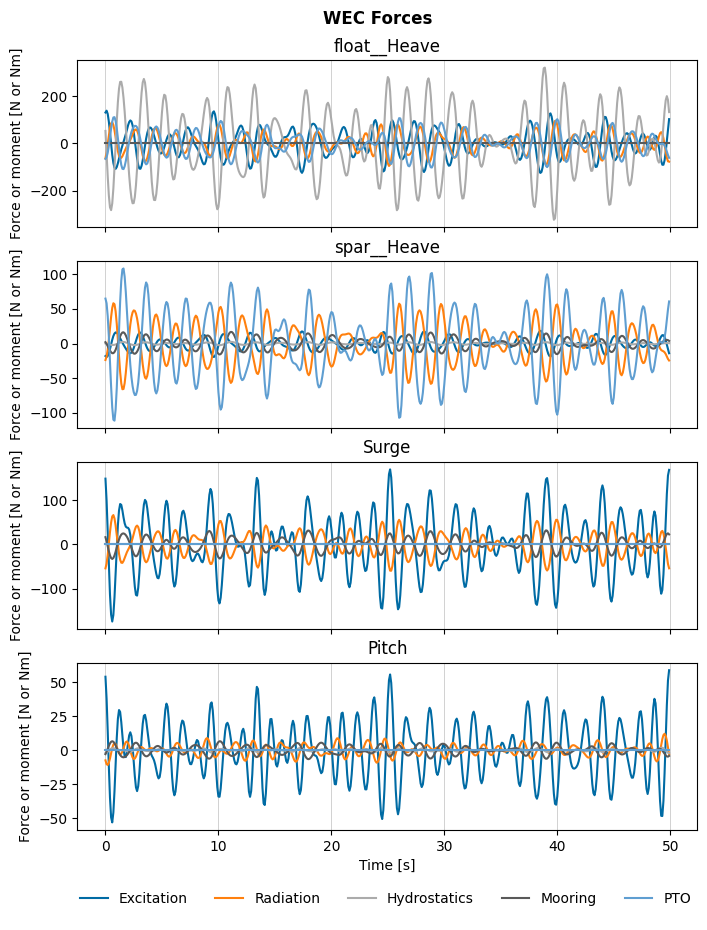 WEC Forces
float__Heave
Force or moment [N or Nm]
200
0
−200
spar__Heave
Force or moment [N or Nm]
100
50
0
−50
−100
Surge
Force or moment [N or Nm]
100
0
−100
Pitch
Force or moment [N or Nm]
50
25
0
−25
−50
0 10 20 30 40 50
Time [s]
Excitation Radiation Hydrostatics Mooring PTO